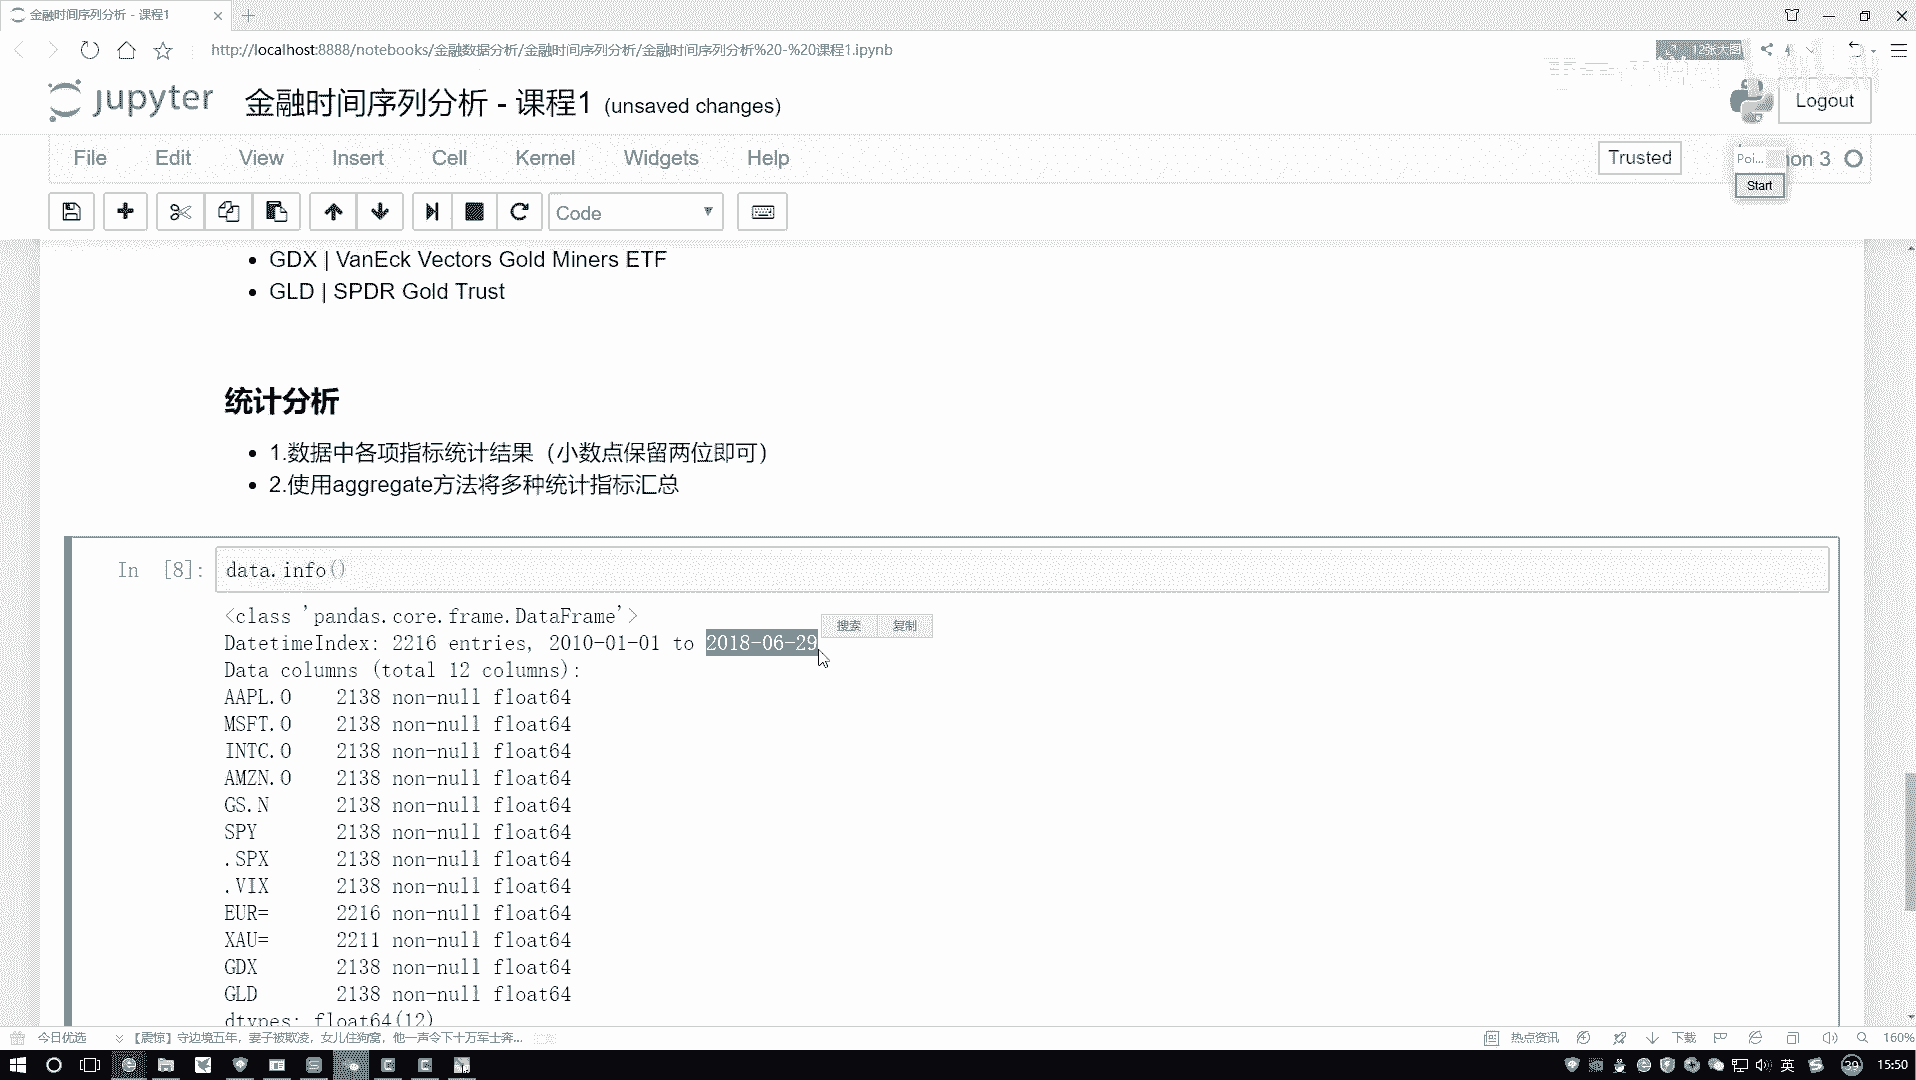 金融时间序列分析 - 课程1
http://localhost:8888/notebooks/金融数据分析/金融时间序列分析/金融时间序列分析%20-%20课程1.ipynb
12张大图
jupyter 金融时间序列分析 - 课程1 (unsaved changes)
Logout
File Edit View Insert Cell Kernel Widgets Help
Trusted
Poi...
Start
Code
GDX | VanEck Vectors Gold Miners ETF
GLD | SPDR Gold Trust
统计分析
1.数据中各项指标统计结果（小数点保留两位即可）
2.使用aggregate方法将多种统计指标汇总
In [8]: data.info()
<class 'pandas.core.frame.DataFrame'>
搜索 复制
DatetimeIndex: 2216 entries, 2010-01-01 to 2018-06-29
Data columns (total 12 columns):
AAPL.O 2138 non-null float64
MSFT.O 2138 non-null float64
INTC.O 2138 non-null float64
AMZN.O 2138 non-null float64
GS.N 2138 non-null float64
SPY 2138 non-null float64
.SPX 2138 non-null float64
.VIX 2138 non-null float64
EUR= 2216 non-null float64
XAU= 2211 non-null float64
GDX 2138 non-null float64
GLD 2138 non-null float64
dtypes: float64(12)
今日优选 【震惊】守边境五年，妻子被欺凌，女儿住狗窝，他一声令下十万军士奔...
热点资讯 下载 160%
英 39 15:50